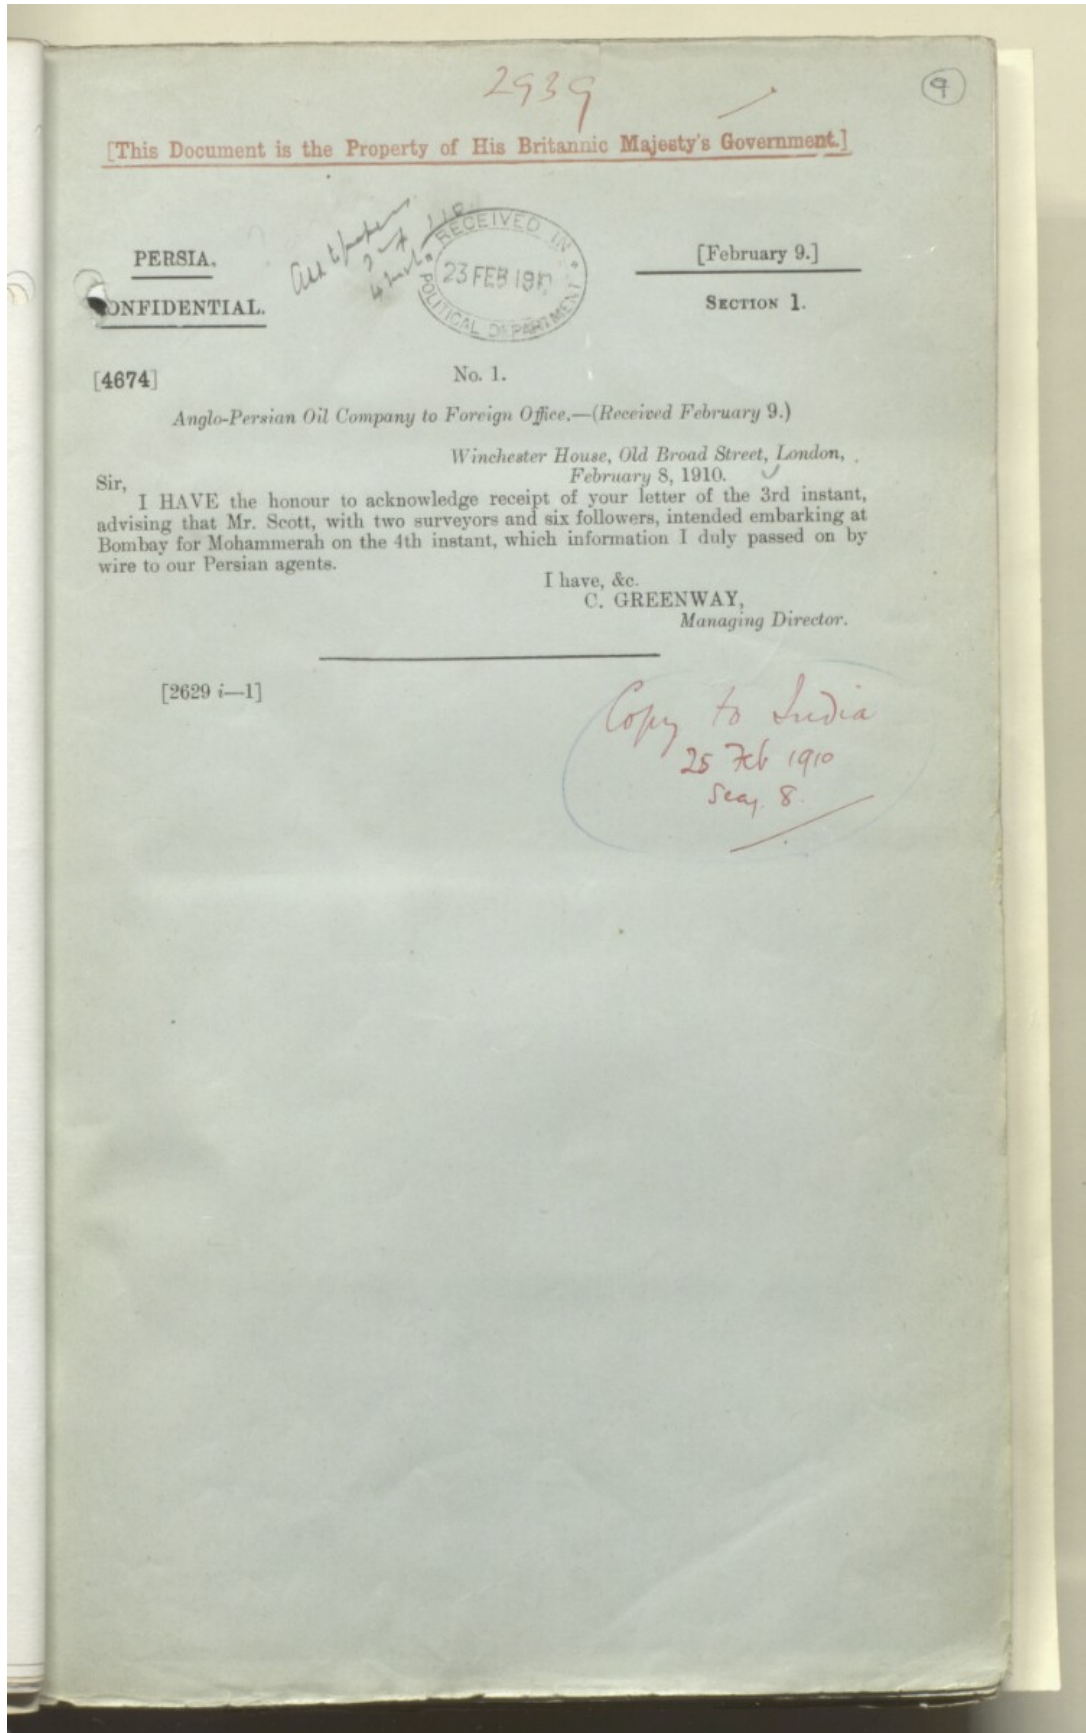 2939
9
[This Document is the Property of His Britannic Majesty's Government.]
PERSIA.
[February 9.]
RECEIVED IN
23 FEB 1910
POLITICAL DEPARTMENT
CONFIDENTIAL.
SECTION 1.
[4674]
No. 1.
Anglo-Persian Oil Company to Foreign Office.—(Received February 9.)
Winchester House, Old Broad Street, London,
February 8, 1910.
Sir,
I HAVE the honour to acknowledge receipt of your letter of the 3rd instant,
advising that Mr. Scott, with two surveyors and six followers, intended embarking at
Bombay for Mohammerah on the 4th instant, which information I duly passed on by
wire to our Persian agents.
I have, &c.
C. GREENWAY,
Managing Director.
[2629 i—1]
Copy to India
25 Feb 1910
Secy. 8.